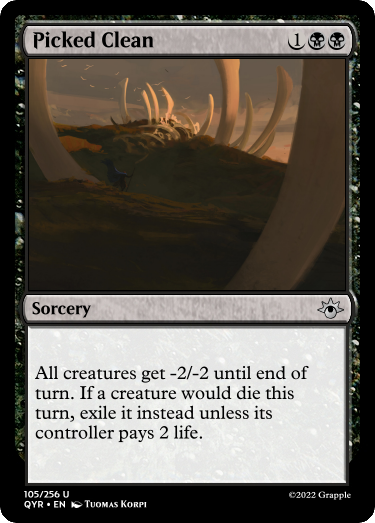 Picked Clean 1
Sorcery
All creatures get -2/-2 until end of
turn. If a creature would die this
turn, exile it instead unless its
controller pays 2 life.
105/256 U
QYR • EN Tuomas Korpi
©2022 Grapple